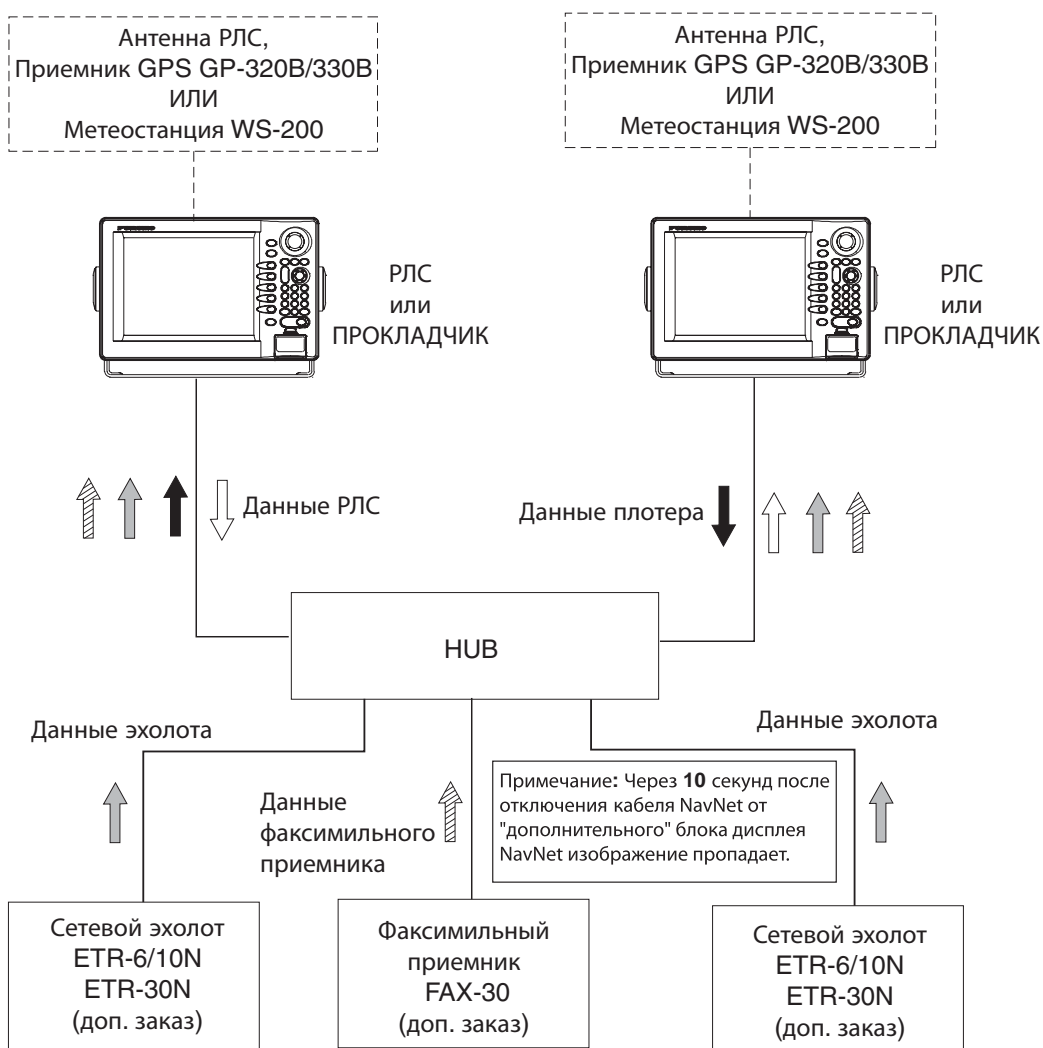 Антенна РЛС,
Приемник GPS GP-320B/330B
ИЛИ
Метеостанция WS-200
Антенна РЛС,
Приемник GPS GP-320B/330B
ИЛИ
Метеостанция WS-200
РЛС
или
ПРОКЛАДЧИК
РЛС
или
ПРОКЛАДЧИК
Данные РЛС
Данные плотера
HUB
Данные эхолота
Данные эхолота
Данные
факсимильного
приемника
Примечание: Через 10 секунд после
отключения кабеля NavNet от
"дополнительного" блока дисплея
NavNet изображение пропадает.
Сетевой эхолот
ETR-6/10N
ETR-30N
(доп. заказ)
Факсимильный
приемник
FAX-30
(доп. заказ)
Сетевой эхолот
ETR-6/10N
ETR-30N
(доп. заказ)